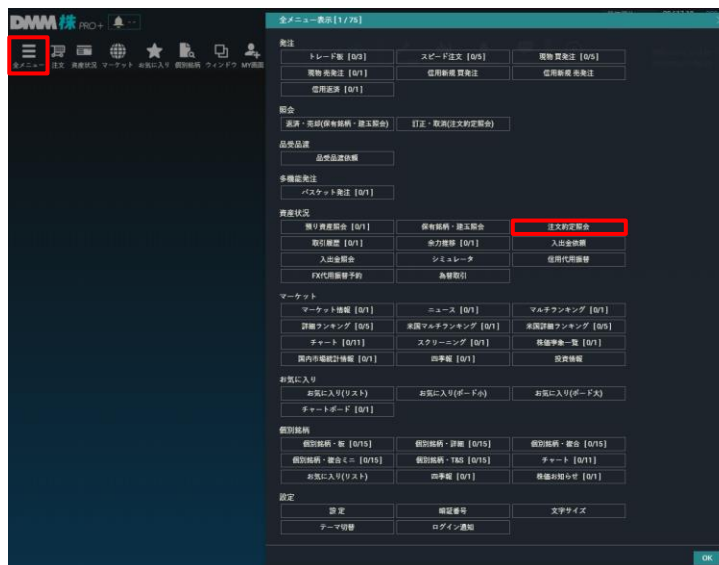 DMM 株 PRO+
全メニュー表示 [1 / 75]
全メニュー 注文 資産状況 マーケット お気に入り 個別銘柄 ウィンドウ MY画面
発注
トレード板 [0/3] スピード注文 [0/5] 現物 買発注 [0/5]
現物 売発注 [0/1] 信用新規 買発注 信用新規 売発注
信用返済 [0/1]
照会
返済・売却(保有銘柄・建玉照会) 訂正・取消(注文約定照会)
品受品渡
品受品渡依頼
多機能発注
バスケット発注 [0/1]
資産状況
預り資産照会 [0/1] 保有銘柄・建玉照会 注文約定照会
取引履歴 [0/1] 余力推移 [0/1] 入出金依頼
入出金照会 シミュレータ 信用代用振替
FX代用振替予約 為替取引
マーケット
マーケット情報 [0/1] ニュース [0/1] マルチランキング [0/1]
詳細ランキング [0/5] 米国マルチランキング [0/1] 米国詳細ランキング [0/5]
チャート [0/11] スクリーニング [0/1] 株価一覧 [0/1]
国内市場統計情報 [0/1] 四季報 [0/1] 投資情報
お気に入り
お気に入り(リスト) お気に入り(ボード小) お気に入り(ボード大)
チャートボード [0/1]
個別銘柄
個別銘柄・板 [0/15] 個別銘柄・詳細 [0/15] 個別銘柄・複合 [0/15]
個別銘柄・複合ミニ [0/15] 個別銘柄・T&S [0/15] チャート [0/11]
お気に入り(リスト) 四季報 [0/1] 株価お知らせ [0/1]
設定
設定 暗証番号 文字サイズ
テーマ切替 ログイン通知
OK